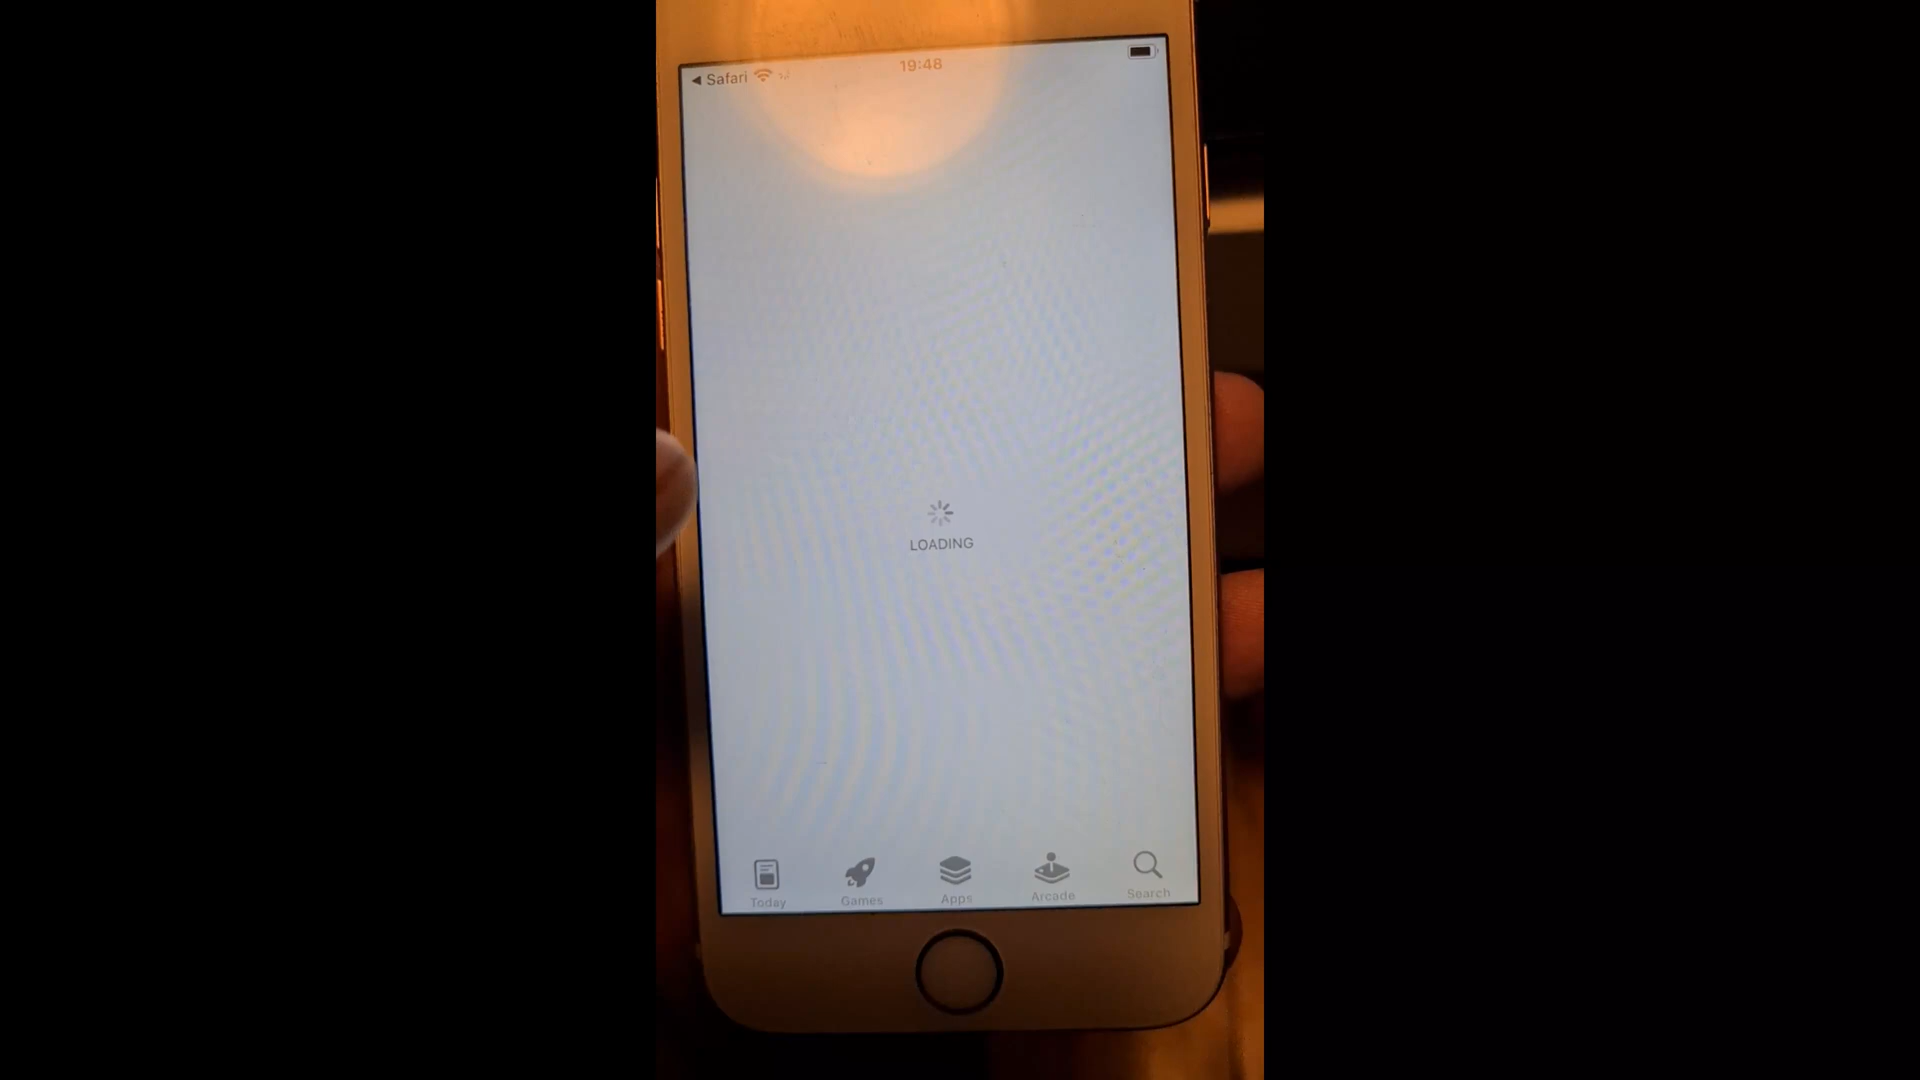 ◀ Safari
19:48
LOADING
Today
Games
Apps
Arcade
Search